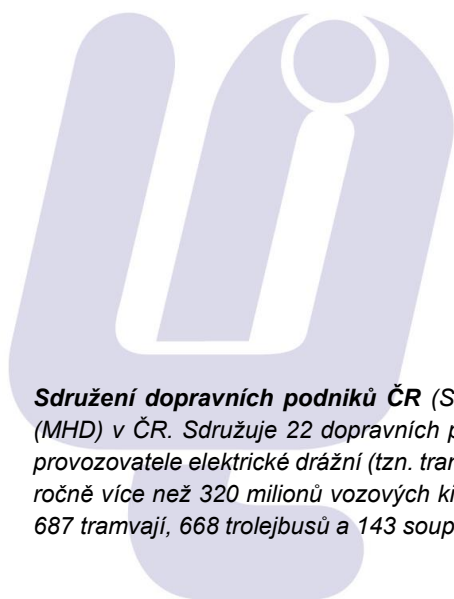 Sdružení dopravních podniků ČR (S
(MHD) v ČR. Sdružuje 22 dopravních p
provozovatele elektrické drážní (tzn. tran
ročně více než 320 milionů vozových ki
687 tramvají, 668 trolejbusů a 143 soup